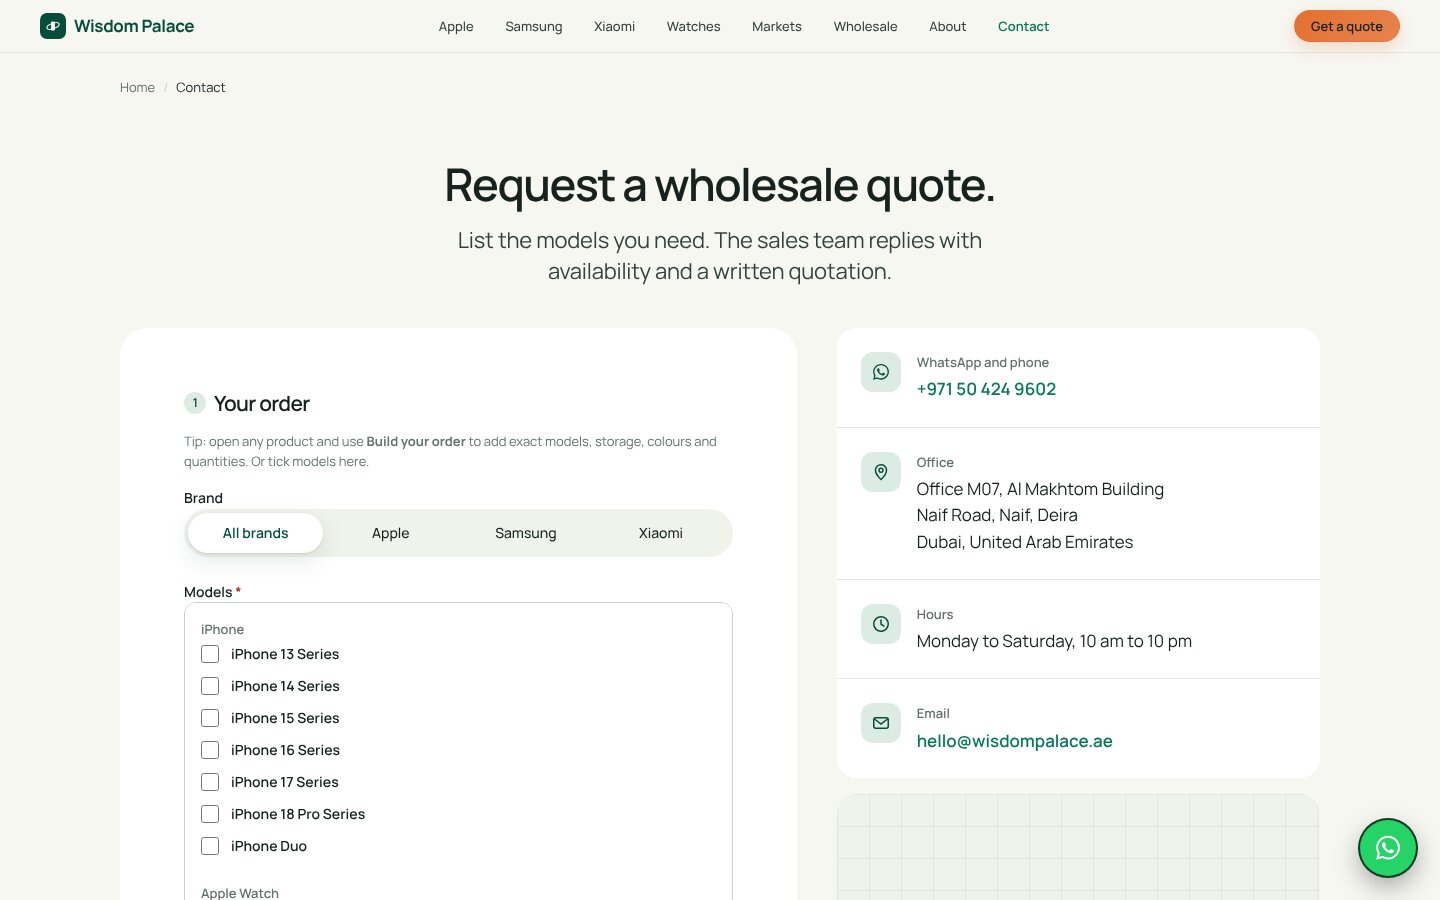 Wisdom Palace
Apple
Samsung
Xiaomi
Watches
Markets
Wholesale
About
Contact
Get a quote
Home / Contact
Request a wholesale quote.
List the models you need. The sales team replies with
availability and a written quotation.
1 Your order
Tip: open any product and use Build your order to add exact models, storage, colours and
quantities. Or tick models here.
Brand
All brands
Apple
Samsung
Xiaomi
Models *
iPhone
iPhone 13 Series
iPhone 14 Series
iPhone 15 Series
iPhone 16 Series
iPhone 17 Series
iPhone 18 Pro Series
iPhone Duo
Apple Watch
WhatsApp and phone
+971 50 424 9602
Office
Office M07, Al Makhtom Building
Naif Road, Naif, Deira
Dubai, United Arab Emirates
Hours
Monday to Saturday, 10 am to 10 pm
Email
hello@wisdompalace.ae